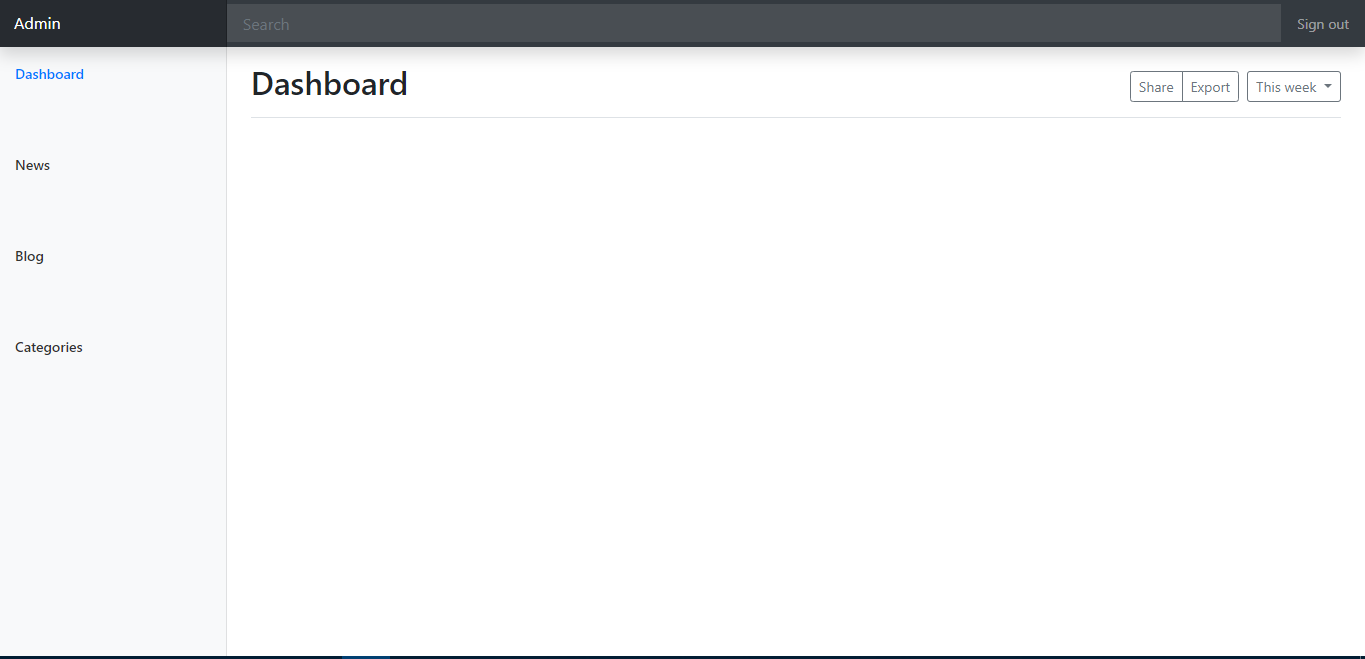 Admin
Search
Sign out
Dashboard
News
Blog
Categories
Dashboard
Share
Export
This week